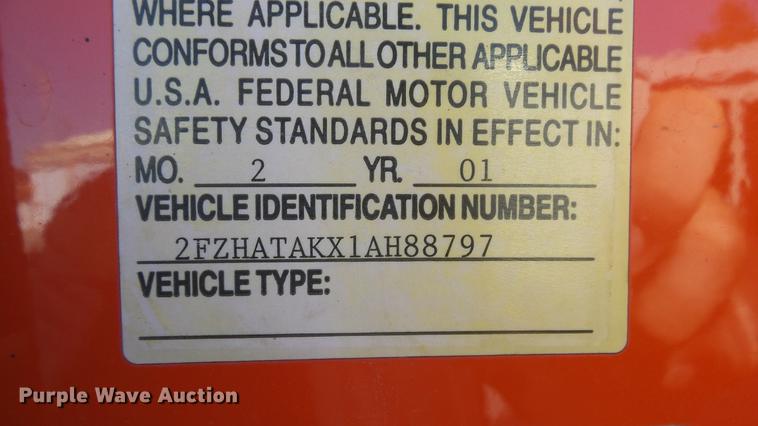 WHERE APPLICABLE. THIS VEHICLE
CONFORMS TO ALL OTHER APPLICABLE
U.S.A. FEDERAL MOTOR VEHICLE
SAFETY STANDARDS IN EFFECT IN:
MO. 2 YR. 01
VEHICLE IDENTIFICATION NUMBER:
2FZHATAKX1AH88797
VEHICLE TYPE:
Purple Wave Auction